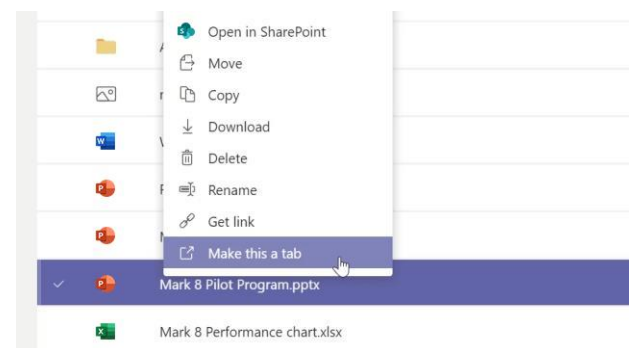 Open in SharePoint
Move
Copy
Download
Delete
Rename
Get link
Make this a tab
Mark 8 Pilot Program.pptx
Mark 8 Performance chart.xlsx